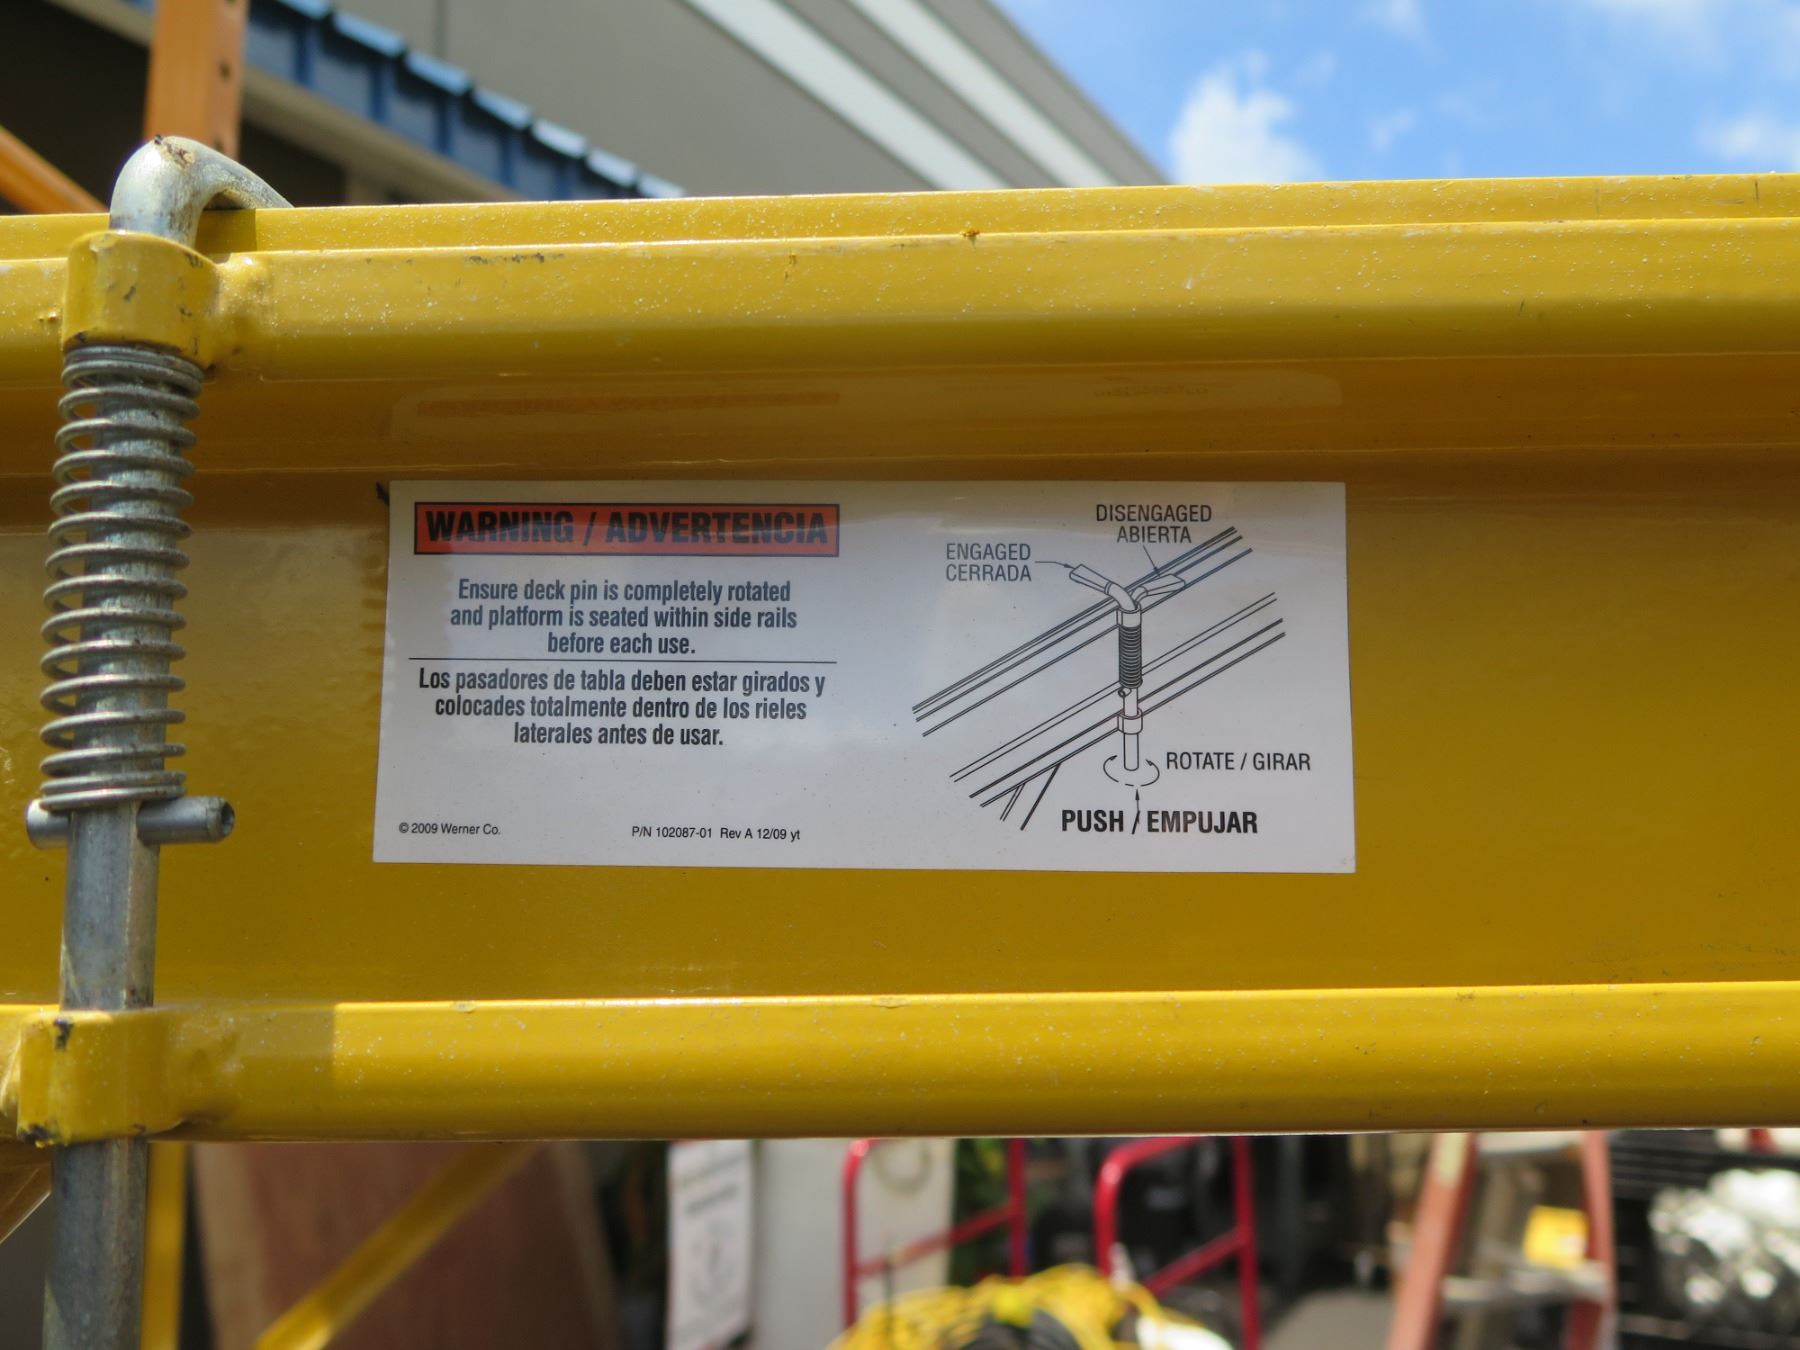 WARNING / ADVERTENCIA
Ensure deck pin is completely rotated
and platform is seated within side rails
before each use.
Los pasadores de tabla deben estar girados y
colocades totalmente dentro de los rieles
laterales antes de usar.
© 2009 Werner Co.
P/N 102087-01 Rev A 12/09 yt
DISENGAGED
ABIERTA
ENGAGED
CERRADA
ROTATE / GIRAR
PUSH / EMPUJAR